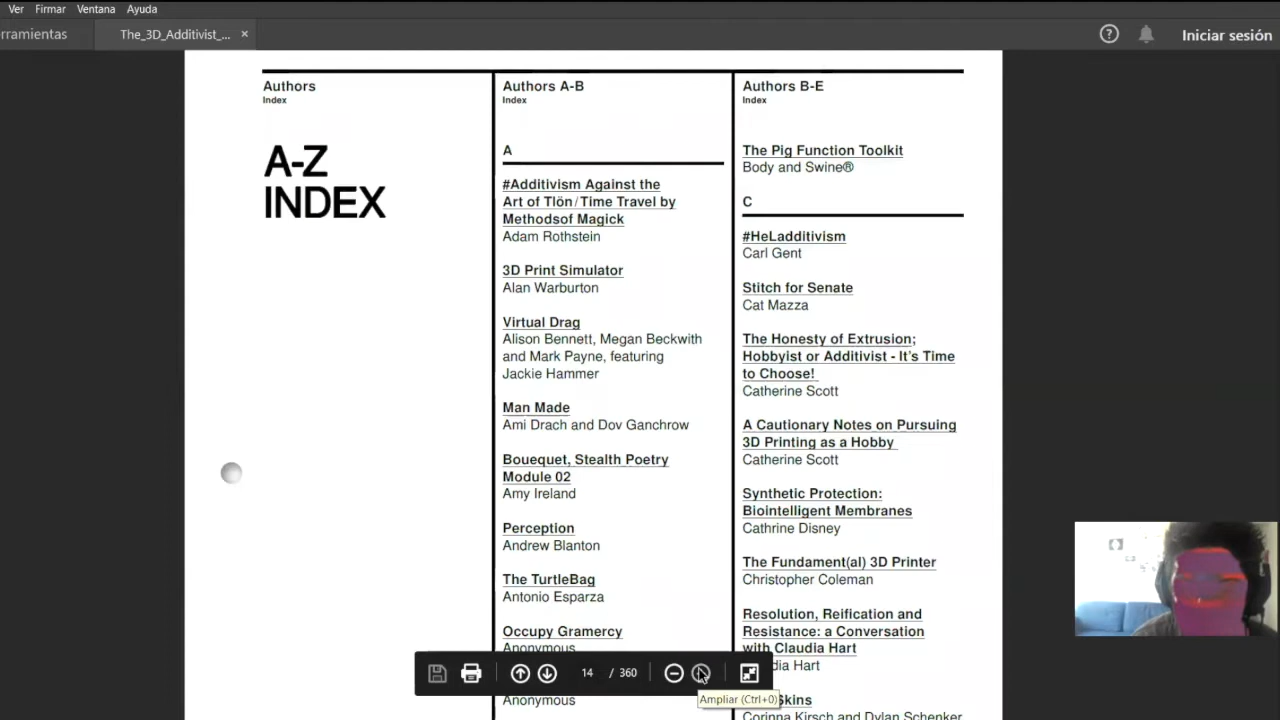 Ver Firmar Ventana Ayuda
rramientas
The_3D_Additivist_... ×
Iniciar sesión
Authors
Index
A-Z
INDEX
Authors A-B
Index
A
#Additivism Against the
Art of Tlön/Time Travel by
Methodsof Magick
Adam Rothstein
3D Print Simulator
Alan Warburton
Virtual Drag
Alison Bennett, Megan Beckwith
and Mark Payne, featuring
Jackie Hammer
Man Made
Ami Drach and Dov Ganchrow
Bouequet, Stealth Poetry
Module 02
Amy Ireland
Perception
Andrew Blanton
The TurtleBag
Antonio Esparza
Occupy Gramercy
Anonymous
Anonymous
Authors B-E
Index
The Pig Function Toolkit
Body and Swine®
C
#HeLadditivism
Carl Gent
Stitch for Senate
Cat Mazza
The Honesty of Extrusion;
Hobbyist or Additivist - It's Time
to Choose!
Catherine Scott
A Cautionary Notes on Pursuing
3D Printing as a Hobby
Catherine Scott
Synthetic Protection:
Biointelligent Membranes
Cathrine Disney
The Fundament(al) 3D Printer
Christopher Coleman
Resolution, Reification and
Resistance: a Conversation
with Claudia Hart
dia Hart
Skins
Corinna Kirsch and Dylan Schenker
14 / 360
Ampliar (Ctrl+0)